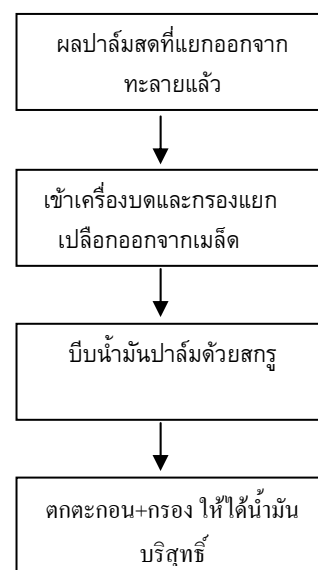 ผลปาล์มสดที่แยกออกจาก
ทะลายแล้ว
เข้าเครื่องบดและกรองแยก
เปลือกออกจากเมล็ด
บีบน้ำมันปาล์มด้วยสกรู
ตกตะกอน+กรอง ให้ได้น้ำมัน
บริสุทธิ์